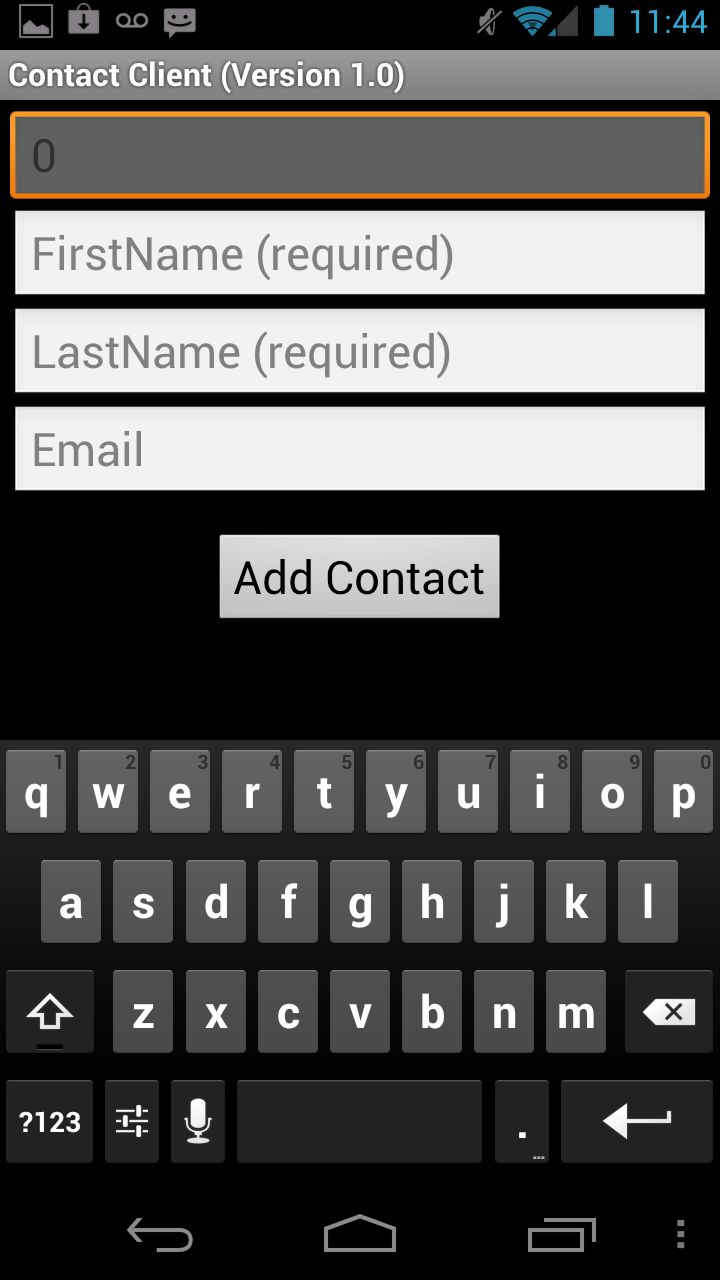 11:44
Contact Client (Version 1.0)
0
FirstName (required)
LastName (required)
Email
Add Contact
1 2 3 4 5 6 7 8 9 0
q w e r t y u i o p
a s d f g h j k l
z x c v b n m
?123 . ...